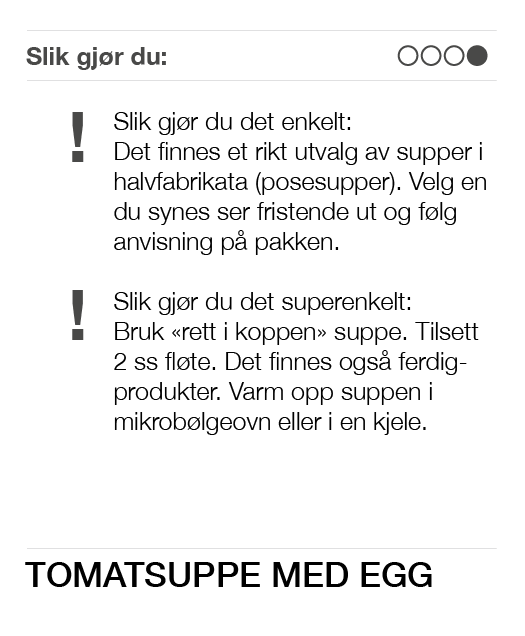 Slik gjør du:
!
Slik gjør du det enkelt:
Det finnes et rikt utvalg av supper i
halvfabrikata (posesupper). Velg en
du synes ser fristende ut og følg
anvisning på pakken.
!
Slik gjør du det superenkelt:
Bruk «rett i koppen» suppe. Tilsett
2 ss fløte. Det finnes også ferdig-
produkter. Varm opp suppen i
mikrobølgeovn eller i en kjele.
TOMATSUPPE MED EGG